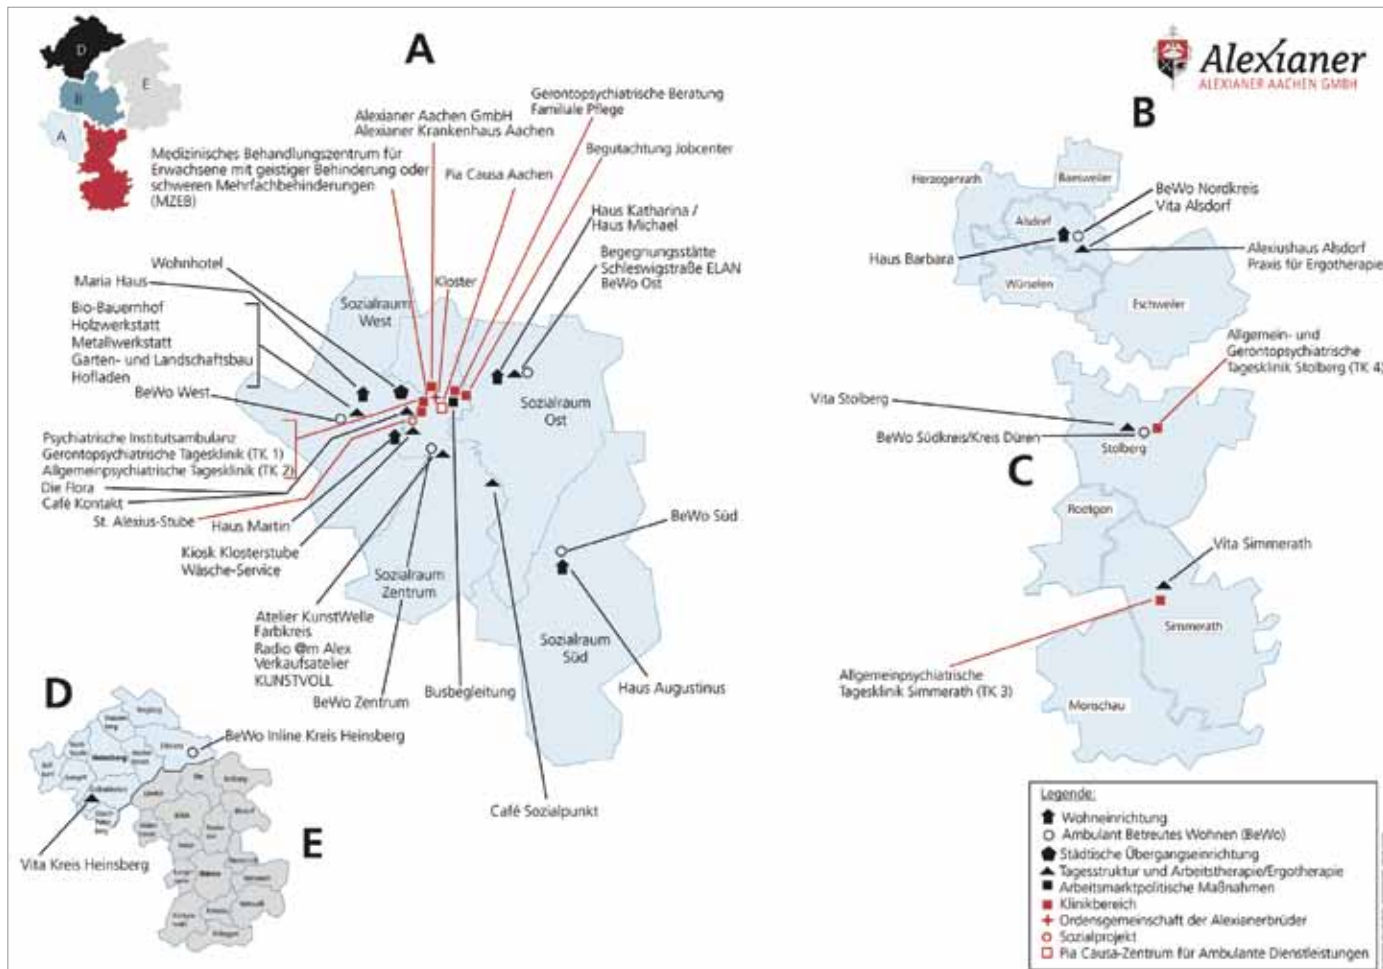 D
B
E
A
A
Alexianer
ALEXIANER AACHEN GMBH
B
Medizinisches Behandlungszentrum für
Erwachsene mit geistiger Behinderung oder
schweren Mehrfachbehinderungen
(MZEB)
Alexianer Aachen GmbH
Alexianer Krankenhaus Aachen
Gerontopsychiatrische Beratung
Familiale Pflege
Pia Causa Aachen
Begutachtung Jobcenter
Haus Katharina /
Haus Michael
Begegnungsstätte
Schleswigstraße ELAN
BeWo Ost
Wohnhotel
Maria Haus
Kloster
Sozialraum
West
Bio-Bauernhof
Holzwerkstatt
Metallwerkstatt
Garten- und Landschaftsbau
Hofladen
BeWo West
Sozialraum
Ost
Psychiatrische Institutsambulanz
Gerontopsychiatrische Tagesklinik (TK 1)
Allgemeinpsychiatrische Tagesklinik (TK 2)
Die Flora
Café Kontakt
St. Alexius-Stube
Haus Martin
Kiosk Klosterstube
Wäsche-Service
Sozialraum
Zentrum
BeWo Süd
Atelier KunstWelle
Farbkreis
Radio @m Alex
Verkaufsatelier
KUNSTVOLL
BeWo Zentrum
Busbegleitung
Sozialraum
Süd
Haus Augustinus
Café Sozialpunkt
Herzogenrath
Baesweiler
Alsdorf
BeWo Nordkreis
Vita Alsdorf
Haus Barbara
Alexiushaus Alsdorf
Praxis für Ergotherapie
Würselen
Eschweiler
Allgemein- und
Gerontopsychiatrische
Tagesklinik Stolberg (TK 4)
Vita Stolberg
BeWo Südkreis/Kreis Düren
Stolberg
C
Roetgen
Vita Simmerath
Simmerath
Allgemeinpsychiatrische
Tagesklinik Simmerath (TK 3)
Monschau
D
BeWo Inline Kreis Heinsberg
Vita Kreis Heinsberg
E
Legende:
Wohneinrichtung
Ambulant Betreutes Wohnen (BeWo)
Städtische Übergangseinrichtung
Tagesstruktur und Arbeitstherapie/Ergotherapie
Arbeitsmarktpolitische Maßnahmen
Klinikbereich
Ordensgemeinschaft der Alexianerbrüder
Sozialprojekt
Pia Causa-Zentrum für Ambulante Dienstleistungen